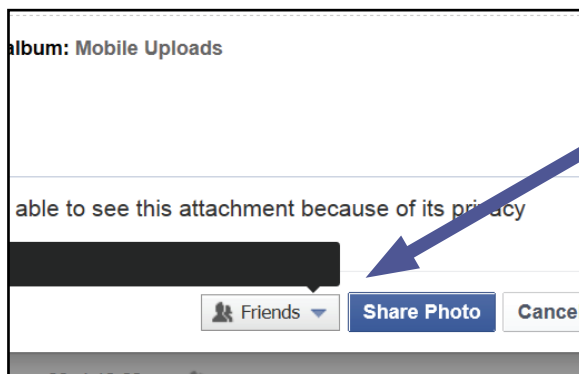 album: Mobile Uploads
able to see this attachment because of its privacy
Friends
Share Photo
Cance